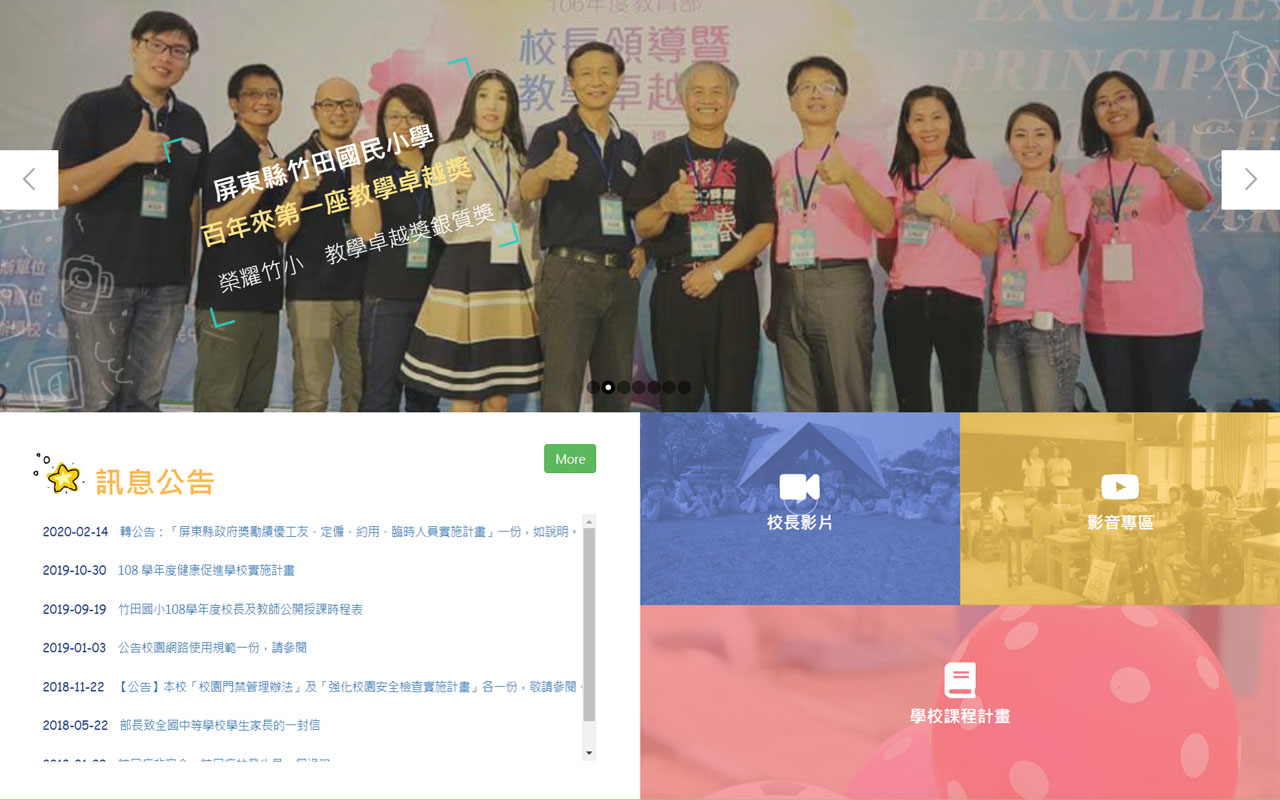 106年度教育部
校長領導暨
教學卓越
EXCELLE
PRINCIPA
屏東縣竹田國民小學
百年來第一座教學卓越獎
榮耀竹小 教學卓越獎銀質獎
訊息公告
More
2020-02-14 轉公告：「屏東縣政府獎勵績優工友、定僱、約用、臨時人員實施計畫」一份，如說明。
2019-10-30 108 學年度健康促進學校實施計畫
2019-09-19 竹田國小108學年度校長及教師公開授課時程表
2019-01-03 公告校園網路使用規範一份，請參閱
2018-11-22 【公告】本校「校園門禁管理辦法」及「強化校園安全檢查實施計畫」各一份，敬請參閱。
2018-05-22 部長致全國中等學校學生家長的一封信
校長影片
影音專區
學校課程計畫